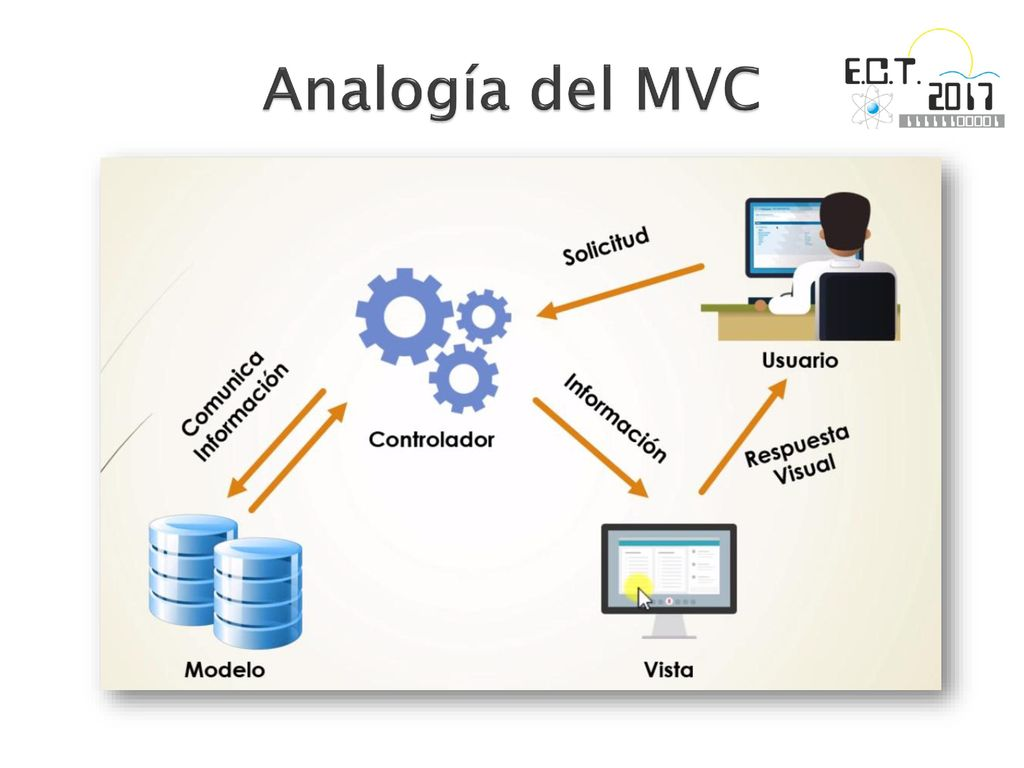 Analogía del MVC
E.C.T.
2017
Solicitud
Usuario
Comunica
Información
Controlador
Información
Respuesta
Visual
Modelo
Vista